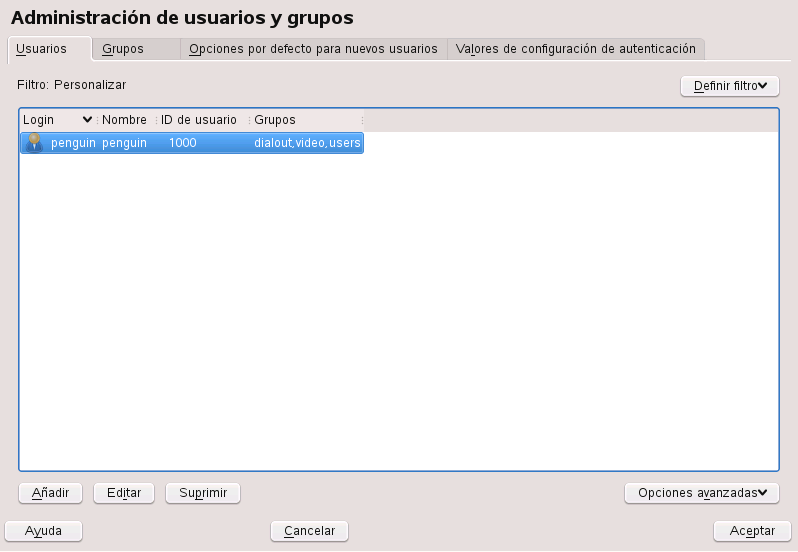 Administración de usuarios y grupos
Usuarios Grupos Opciones por defecto para nuevos usuarios Valores de configuración de autenticación
Filtro: Personalizar Definir filtro
Login Nombre ID de usuario Grupos
penguin penguin 1000 dialout,video,users
Añadir Editar Suprimir Opciones avanzadas
Ayuda Cancelar Aceptar